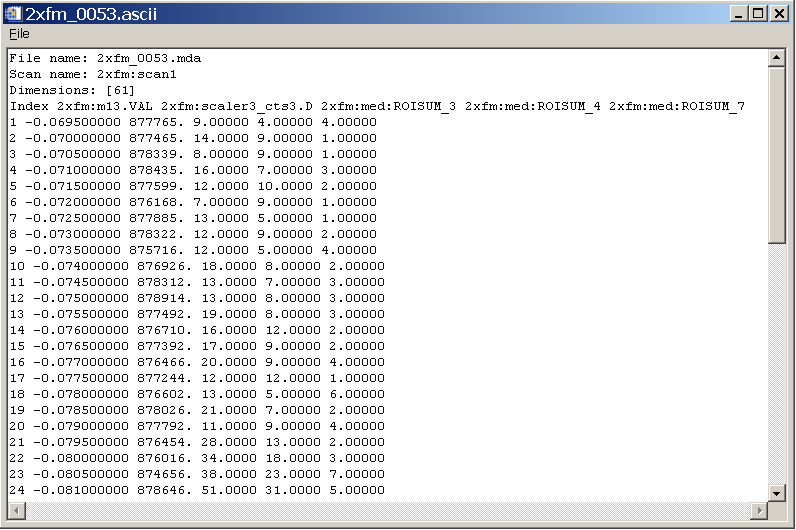 2xfm_0053.ascii
File
File name: 2xfm_0053.mda
Scan name: 2xfm:scan1
Dimensions: [61]
Index 2xfm:m13.VAL 2xfm:scaler3_cts3.D 2xfm:med:ROISUM_3 2xfm:med:ROISUM_4 2xfm:med:ROISUM_7
1 -0.069500000 877765. 9.00000 4.00000 4.00000
2 -0.070000000 877465. 14.0000 9.00000 1.00000
3 -0.070500000 878339. 8.00000 9.00000 1.00000
4 -0.071000000 878435. 16.0000 7.00000 3.00000
5 -0.071500000 877599. 12.0000 10.0000 2.00000
6 -0.072000000 876168. 7.00000 9.00000 1.00000
7 -0.072500000 877885. 13.0000 5.00000 1.00000
8 -0.073000000 878322. 12.0000 9.00000 2.00000
9 -0.073500000 875716. 12.0000 5.00000 4.00000
10 -0.074000000 876926. 18.0000 8.00000 2.00000
11 -0.074500000 878312. 13.0000 7.00000 3.00000
12 -0.075000000 878914. 13.0000 8.00000 3.00000
13 -0.075500000 877492. 19.0000 8.00000 3.00000
14 -0.076000000 876710. 16.0000 12.0000 2.00000
15 -0.076500000 877392. 17.0000 9.00000 2.00000
16 -0.077000000 876466. 20.0000 9.00000 4.00000
17 -0.077500000 877244. 12.0000 12.0000 1.00000
18 -0.078000000 876602. 13.0000 5.00000 6.00000
19 -0.078500000 878026. 21.0000 7.00000 2.00000
20 -0.079000000 877792. 11.0000 9.00000 4.00000
21 -0.079500000 876454. 28.0000 13.0000 2.00000
22 -0.080000000 876016. 34.0000 18.0000 3.00000
23 -0.080500000 874656. 38.0000 23.0000 7.00000
24 -0.081000000 878646. 51.0000 31.0000 5.00000